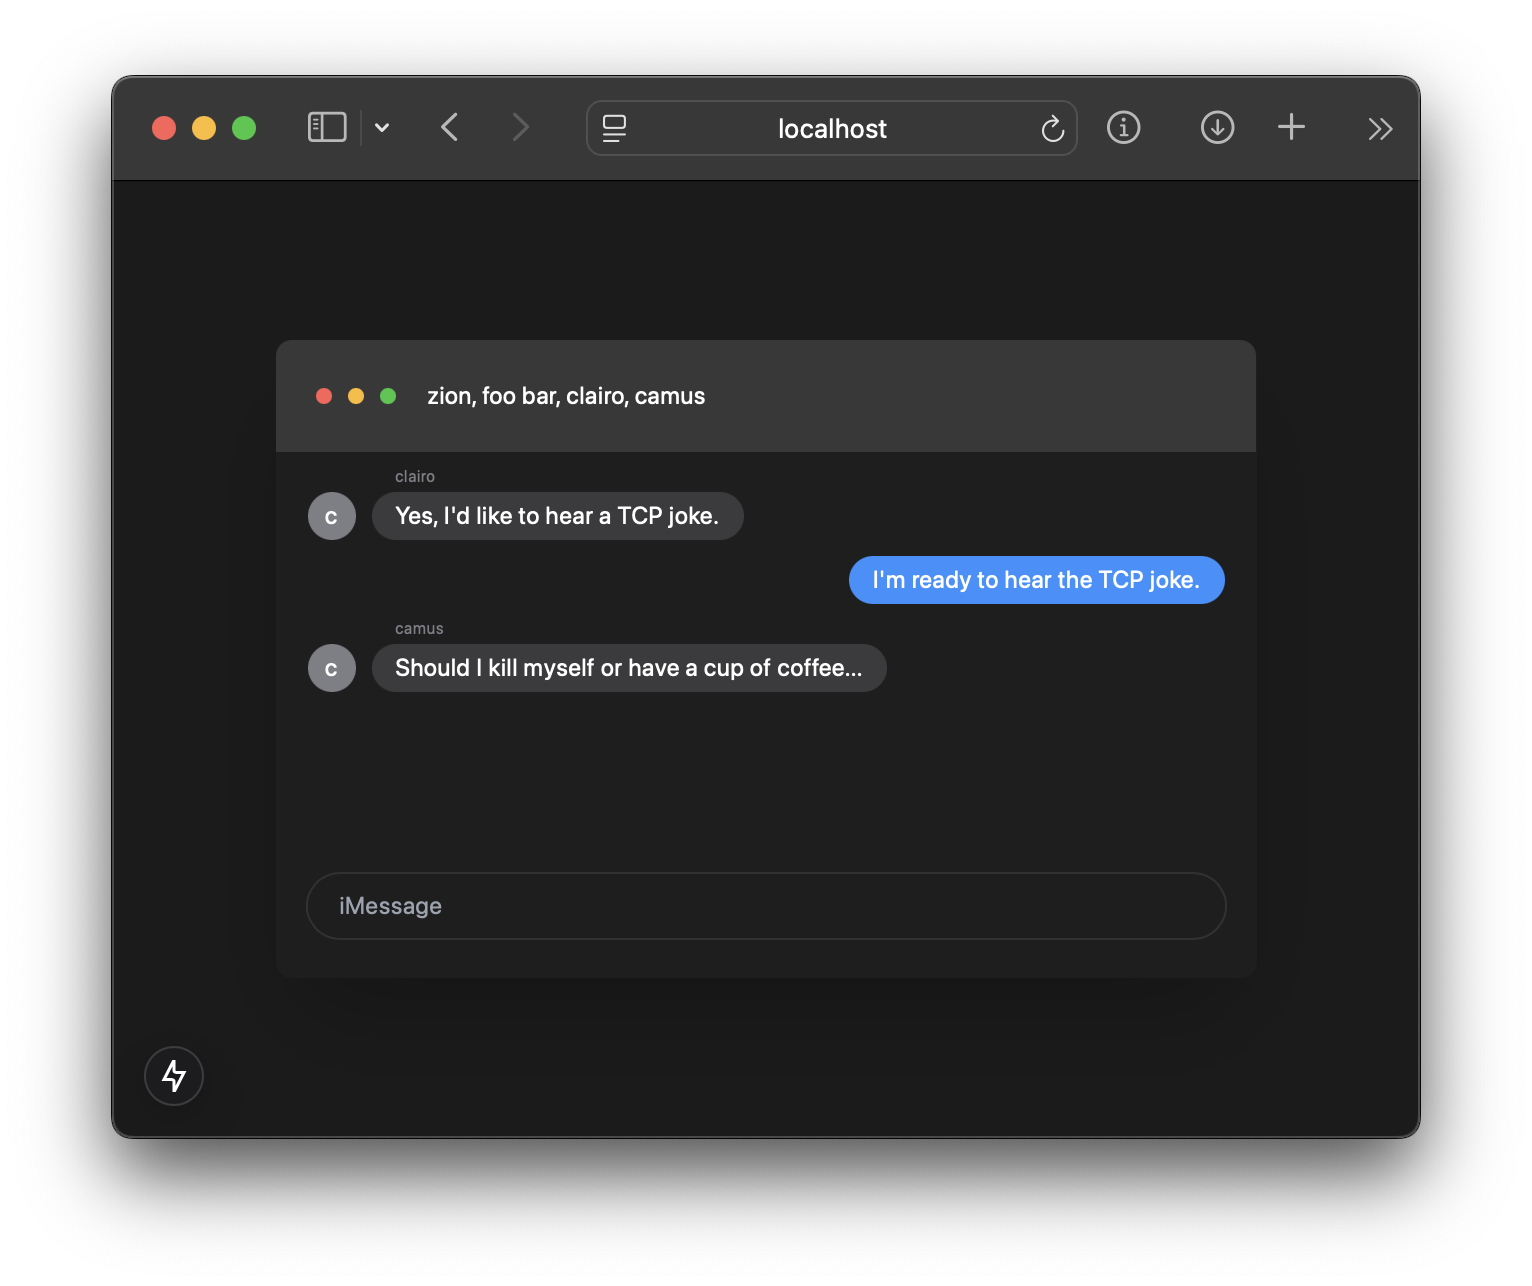 localhost
zion, foo bar, clairo, camus
clairo
c
Yes, I'd like to hear a TCP joke.
I'm ready to hear the TCP joke.
camus
c
Should I kill myself or have a cup of coffee...
iMessage